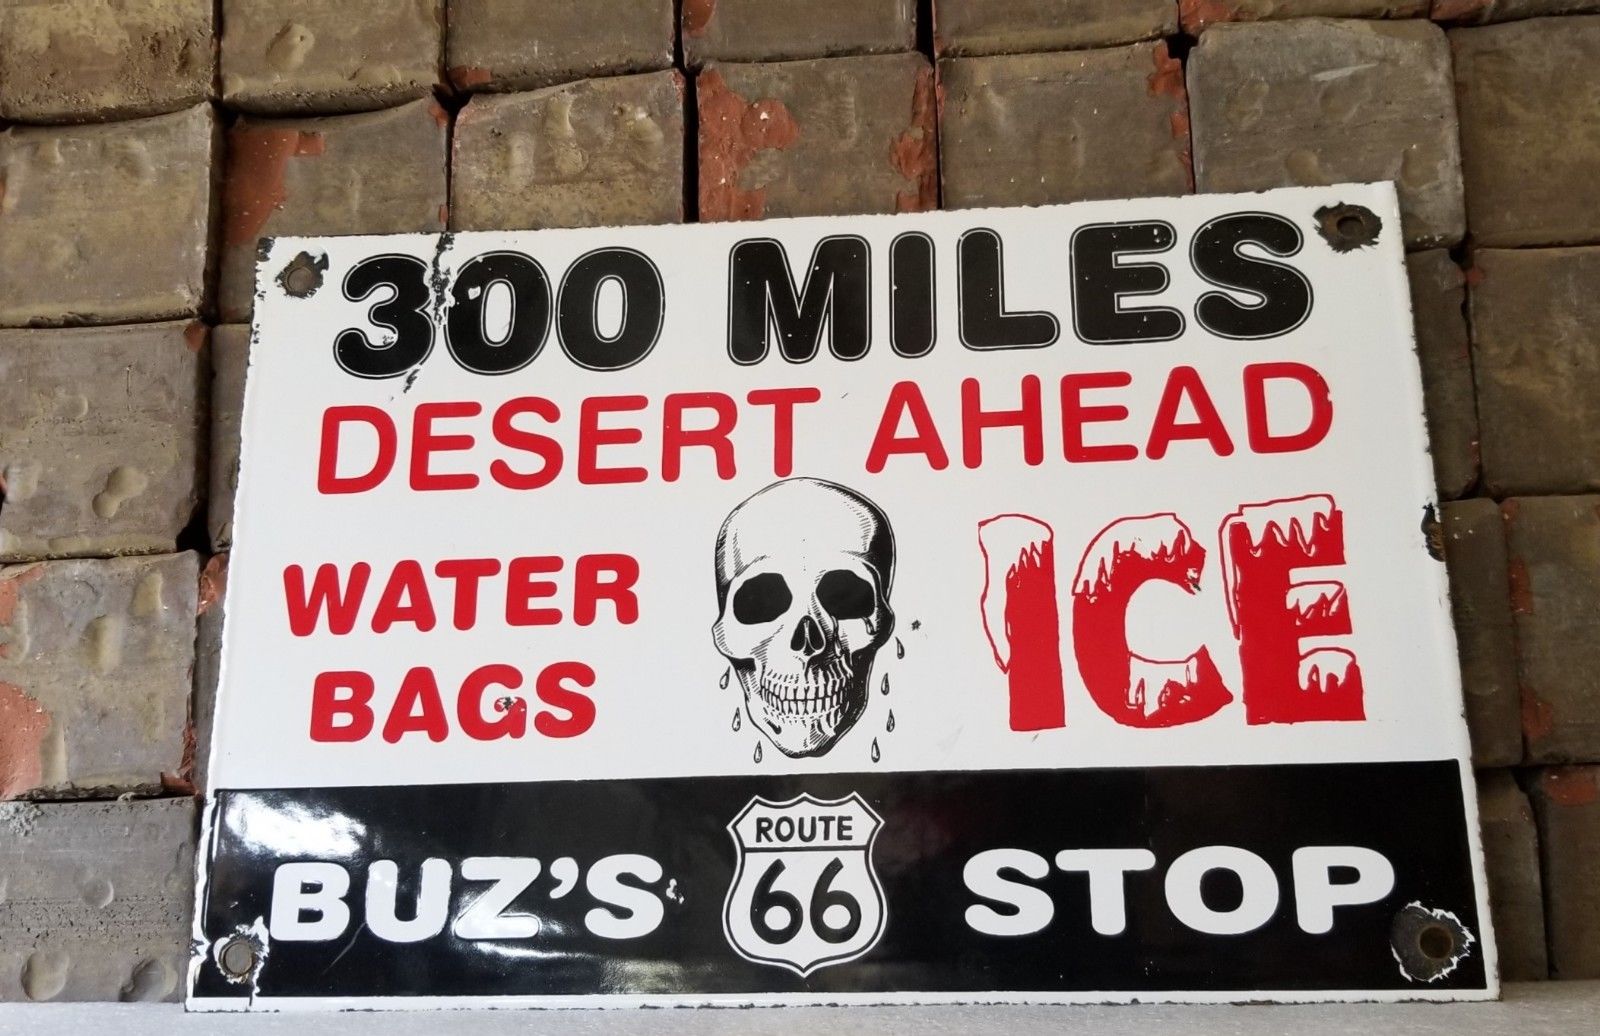 300 MILES
DESERT AHEAD
WATER
BAGS
ICE
BUZ'S
ROUTE
66
STOP